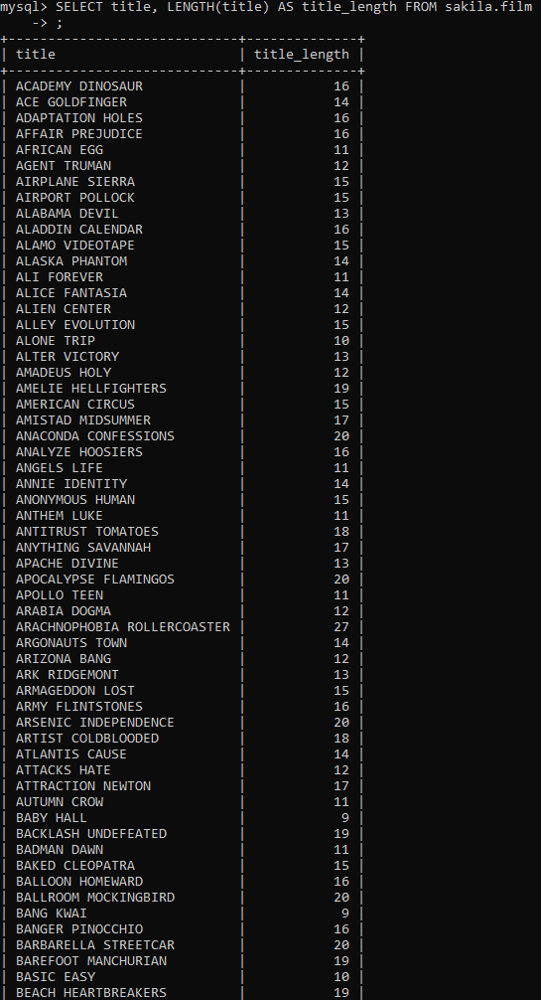 mysql> SELECT title, LENGTH(title) AS title_length FROM sakila.film
    -> ;
+----------------------------+--------------+
| title                      | title_length |
+----------------------------+--------------+
| ACADEMY DINOSAUR           |           16 |
| ACE GOLDFINGER             |           14 |
| ADAPTATION HOLES           |           16 |
| AFFAIR PREJUDICE           |           16 |
| AFRICAN EGG                |           11 |
| AGENT TRUMAN               |           12 |
| AIRPLANE SIERRA            |           15 |
| AIRPORT POLLOCK            |           15 |
| ALABAMA DEVIL              |           13 |
| ALADDIN CALENDAR           |           16 |
| ALAMO VIDEOTAPE            |           15 |
| ALASKA PHANTOM             |           14 |
| ALI FOREVER                |           11 |
| ALICE FANTASIA             |           14 |
| ALIEN CENTER               |           12 |
| ALLEY EVOLUTION            |           15 |
| ALONE TRIP                 |           10 |
| ALTER VICTORY              |           13 |
| AMADEUS HOLY               |           12 |
| AMELIE HELLFIGHTERS        |           19 |
| AMERICAN CIRCUS            |           15 |
| AMISTAD MIDSUMMER          |           17 |
| ANACONDA CONFESSIONS       |           20 |
| ANALYZE HOOSIERS           |           16 |
| ANGELS LIFE                |           11 |
| ANNIE IDENTITY             |           14 |
| ANONYMOUS HUMAN            |           15 |
| ANTHEM LUKE                |           11 |
| ANTITRUST TOMATOES         |           18 |
| ANYTHING SAVANNAH          |           17 |
| APACHE DIVINE              |           13 |
| APOCALYPSE FLAMINGOS       |           20 |
| APOLLO TEEN                |           11 |
| ARABIA DOGMA               |           12 |
| ARACHNOPHOBIA ROLLERCOASTER |           27 |
| ARGONAUTS TOWN             |           14 |
| ARIZONA BANG               |           12 |
| ARK RIDGEMONT              |           13 |
| ARMAGEDDON LOST            |           15 |
| ARMY FLINTSTONES           |           16 |
| ARSENIC INDEPENDENCE       |           20 |
| ARTIST COLDBLOODED         |           18 |
| ATLANTIS CAUSE             |           14 |
| ATTACKS HATE               |           12 |
| ATTRACTION NEWTON          |           17 |
| AUTUMN CROW                |           11 |
| BABY HALL                  |            9 |
| BACKLASH UNDEFEATED        |           19 |
| BADMAN DAWN                |           11 |
| BAKED CLEOPATRA            |           15 |
| BALLOON HOMEWARD           |           16 |
| BALLROOM MOCKINGBIRD       |           20 |
| BANG KWAI                  |            9 |
| BANGER PINOCCHIO           |           16 |
| BARBARELLA STREETCAR       |           20 |
| BAREFOOT MANCHURIAN        |           19 |
| BASIC EASY                 |           10 |
| BEACH HEARTBREAKERS        |           19 |